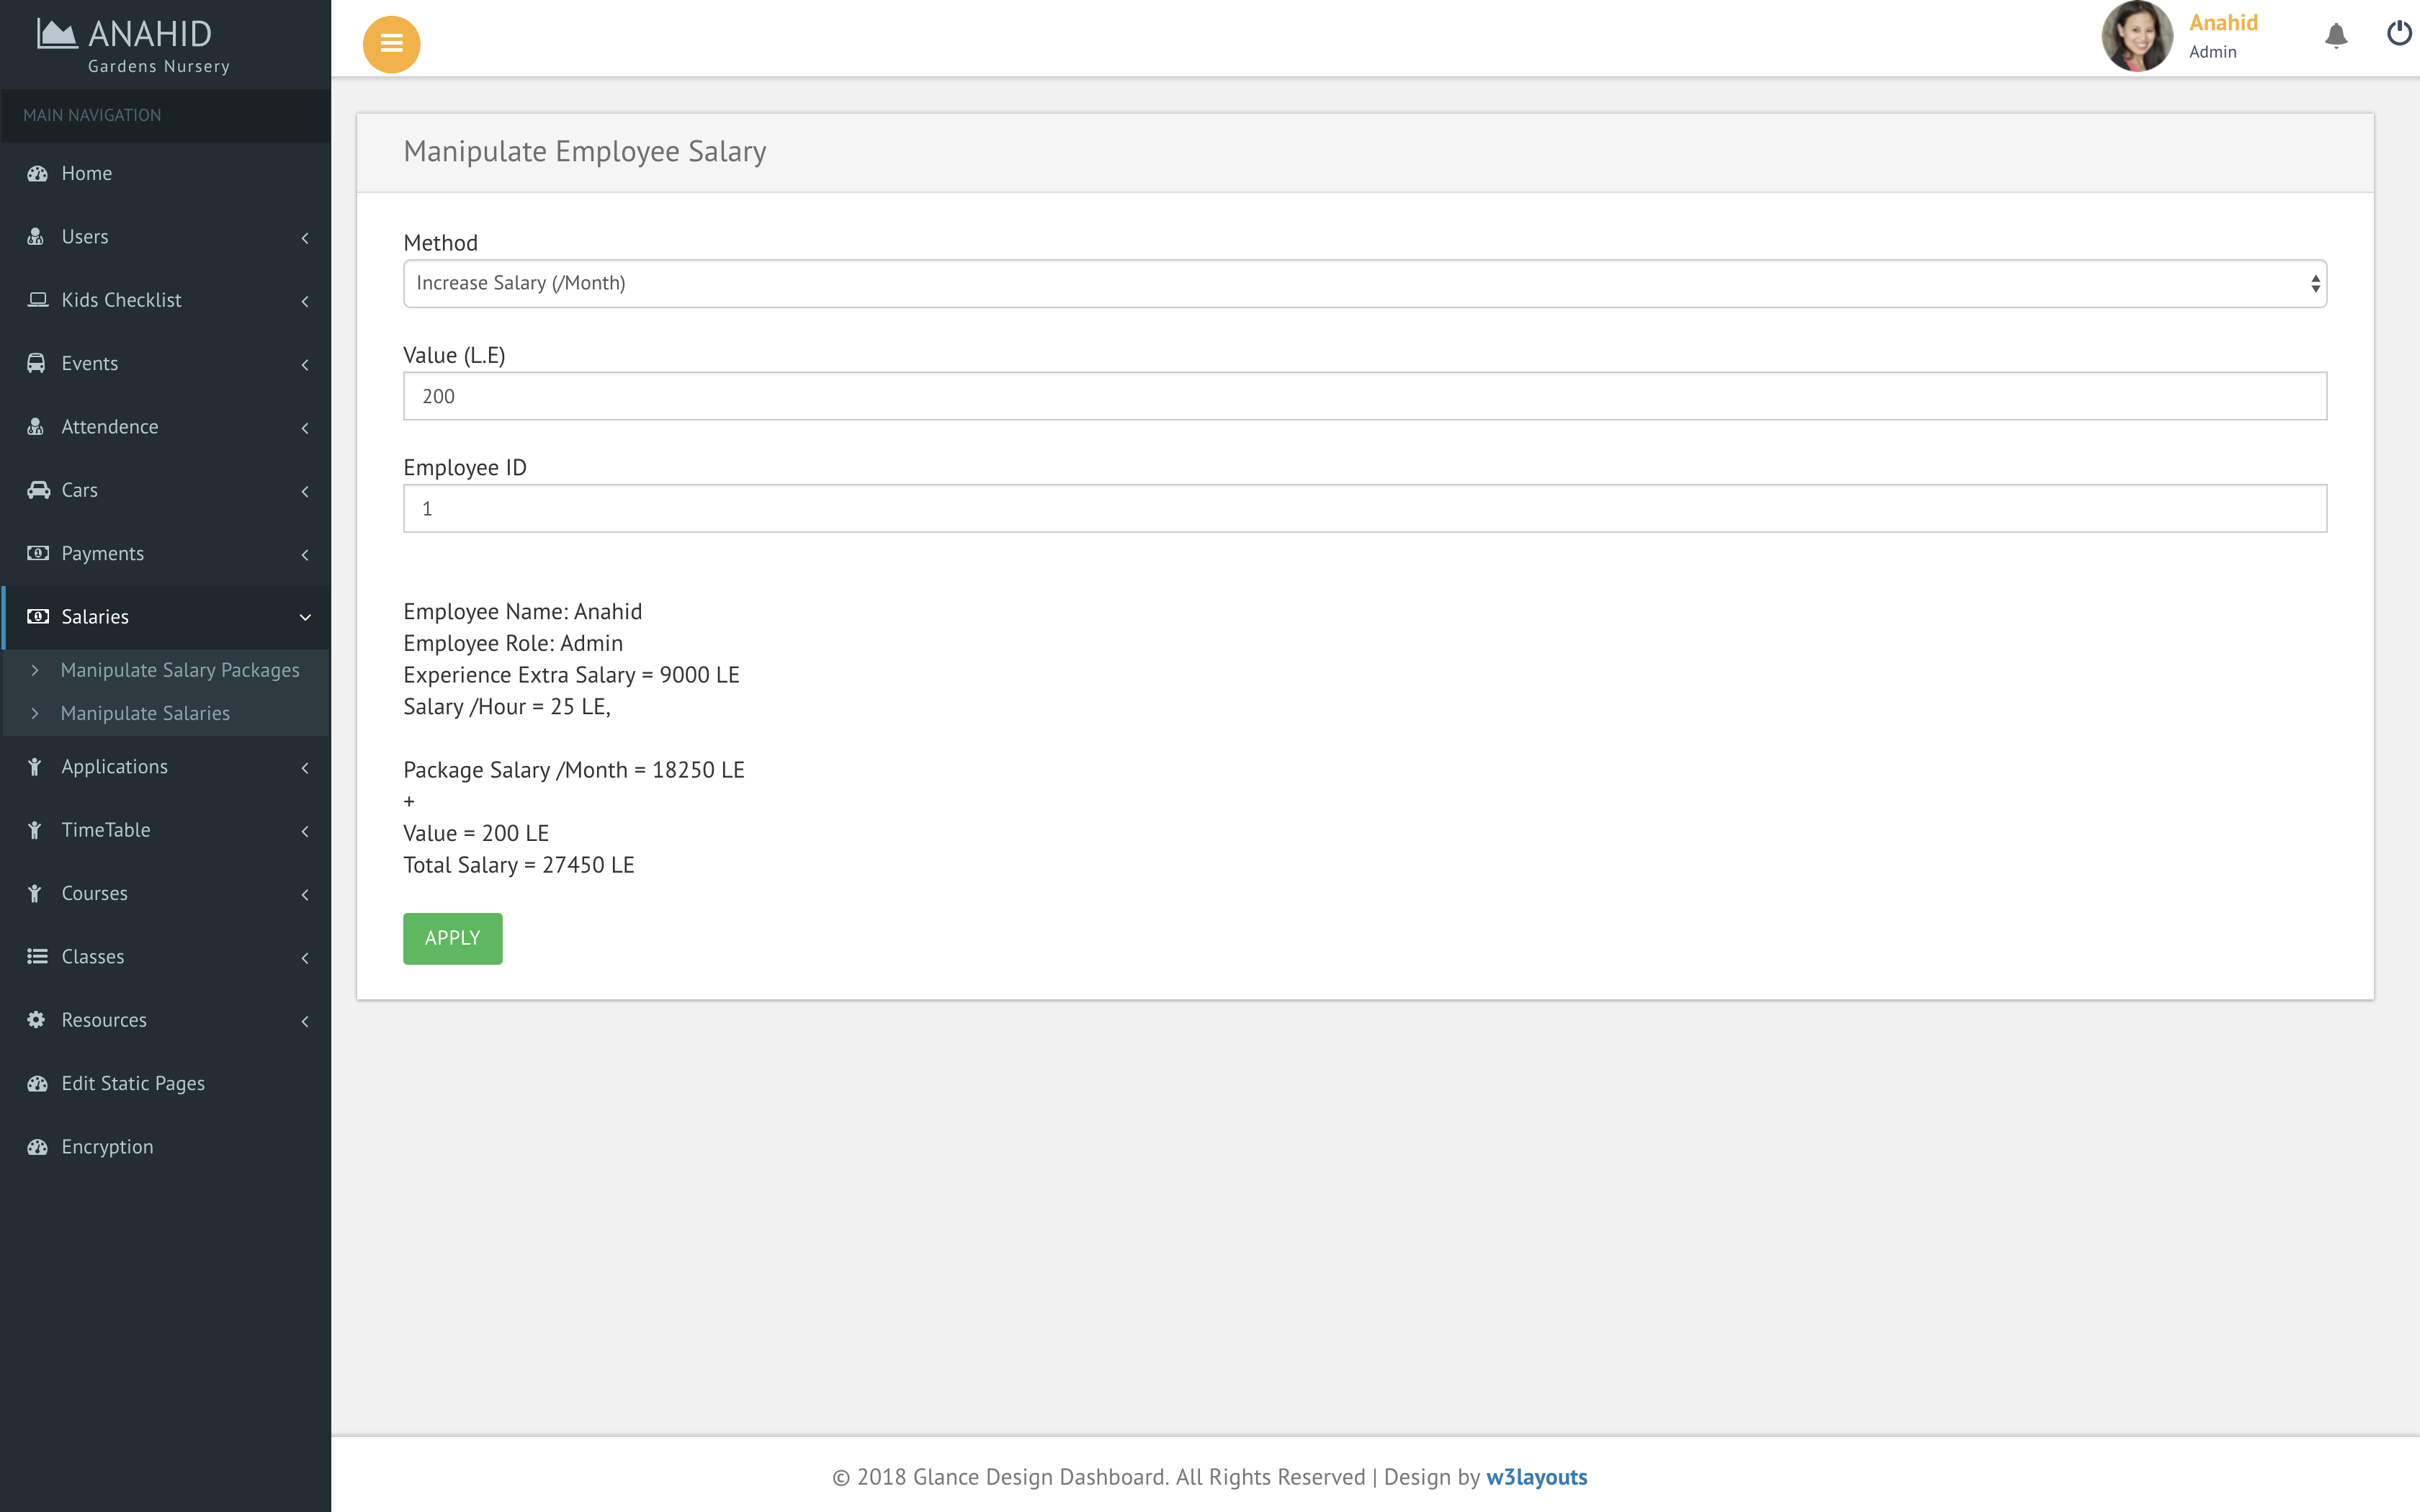 ANAHID
Gardens Nursery
MAIN NAVIGATION
Home
Users
Kids Checklist
Events
Attendence
Cars
Payments
Salaries
Manipulate Salary Packages
Manipulate Salaries
Applications
TimeTable
Courses
Classes
Resources
Edit Static Pages
Encryption
Anahid
Admin
Manipulate Employee Salary
Method
Increase Salary (/Month)
Value (L.E)
200
Employee ID
1
Employee Name: Anahid
Employee Role: Admin
Experience Extra Salary = 9000 LE
Salary /Hour = 25 LE,
Package Salary /Month = 18250 LE
+
Value = 200 LE
Total Salary = 27450 LE
APPLY
© 2018 Glance Design Dashboard. All Rights Reserved | Design by w3layouts